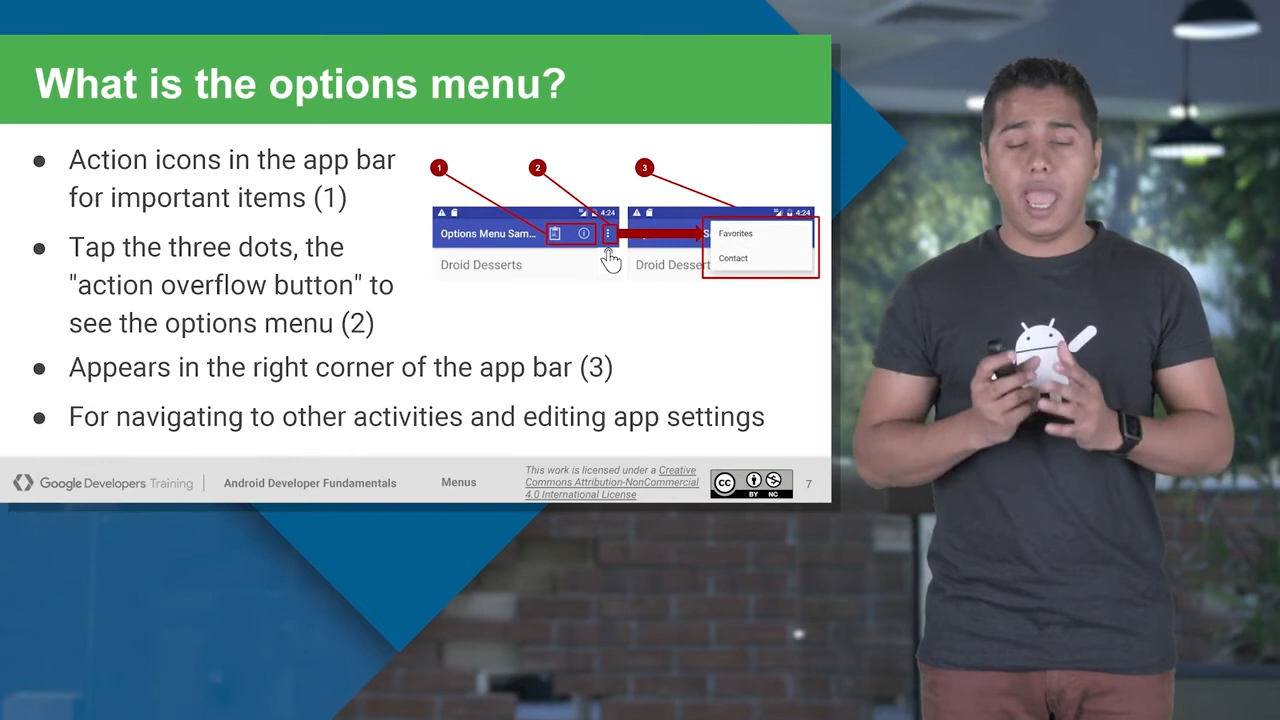 What is the options menu?
● Action icons in the app bar
for important items (1)
● Tap the three dots, the
"action overflow button" to
see the options menu (2)
● Appears in the right corner of the app bar (3)
● For navigating to other activities and editing app settings
1
2
3
4:24
Options Menu Sam...
Droid Desserts
4:24
Favorites
Contact
Droid Dessert
Google Developers Training
Android Developer Fundamentals
Menus
This work is licensed under a Creative
Commons Attribution-NonCommercial
4.0 International License
CC
BY NC
7